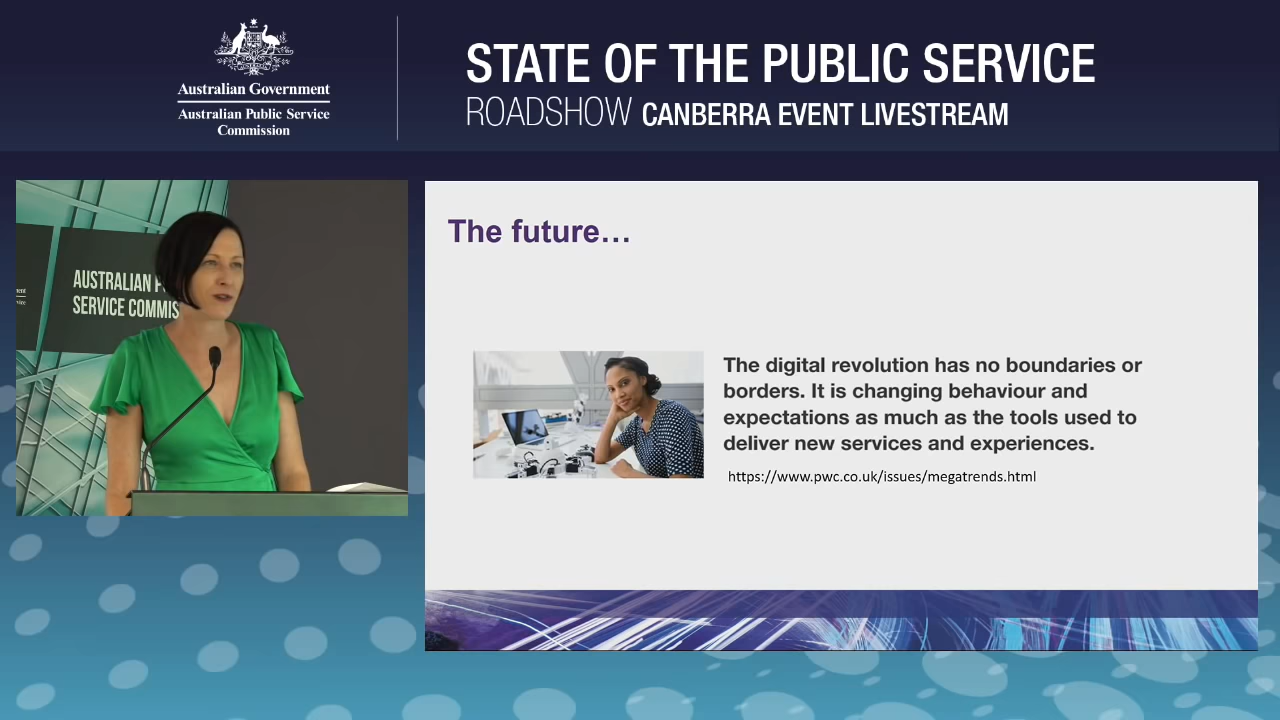 Australian Government
Australian Public Service
Commission
STATE OF THE PUBLIC SERVICE
ROADSHOW CANBERRA EVENT LIVESTREAM
AUSTRALIAN P
SERVICE COMMIS
The future…
The digital revolution has no boundaries or
borders. It is changing behaviour and
expectations as much as the tools used to
deliver new services and experiences.
https://www.pwc.co.uk/issues/megatrends.html